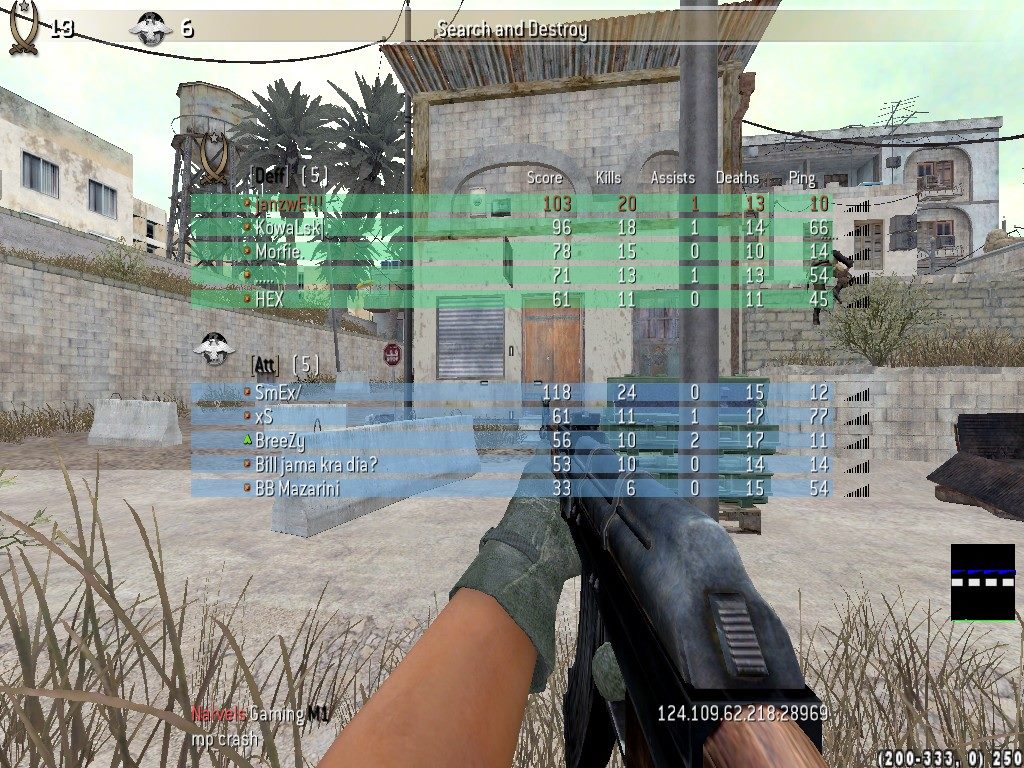 13 6 Search and Destroy
[Deff] (5) Score Kills Assists Deaths Ping
janzwE!!! 103 20 1 13 10
KowaLski 96 18 1 14 66
Morfie 78 15 0 10 14
71 13 1 13 54
HEX 61 11 0 11 45
[Att] (5)
SmEx/ 118 24 0 15 12
xS 61 11 1 17 77
BreeZy 56 10 2 17 11
Bill jama kra dia? 53 10 0 14 14
BB Mazarini 33 6 0 15 54
Narvels Gaming M1
mp crash
124.109.62.218:28969
(200-333, 0) 250